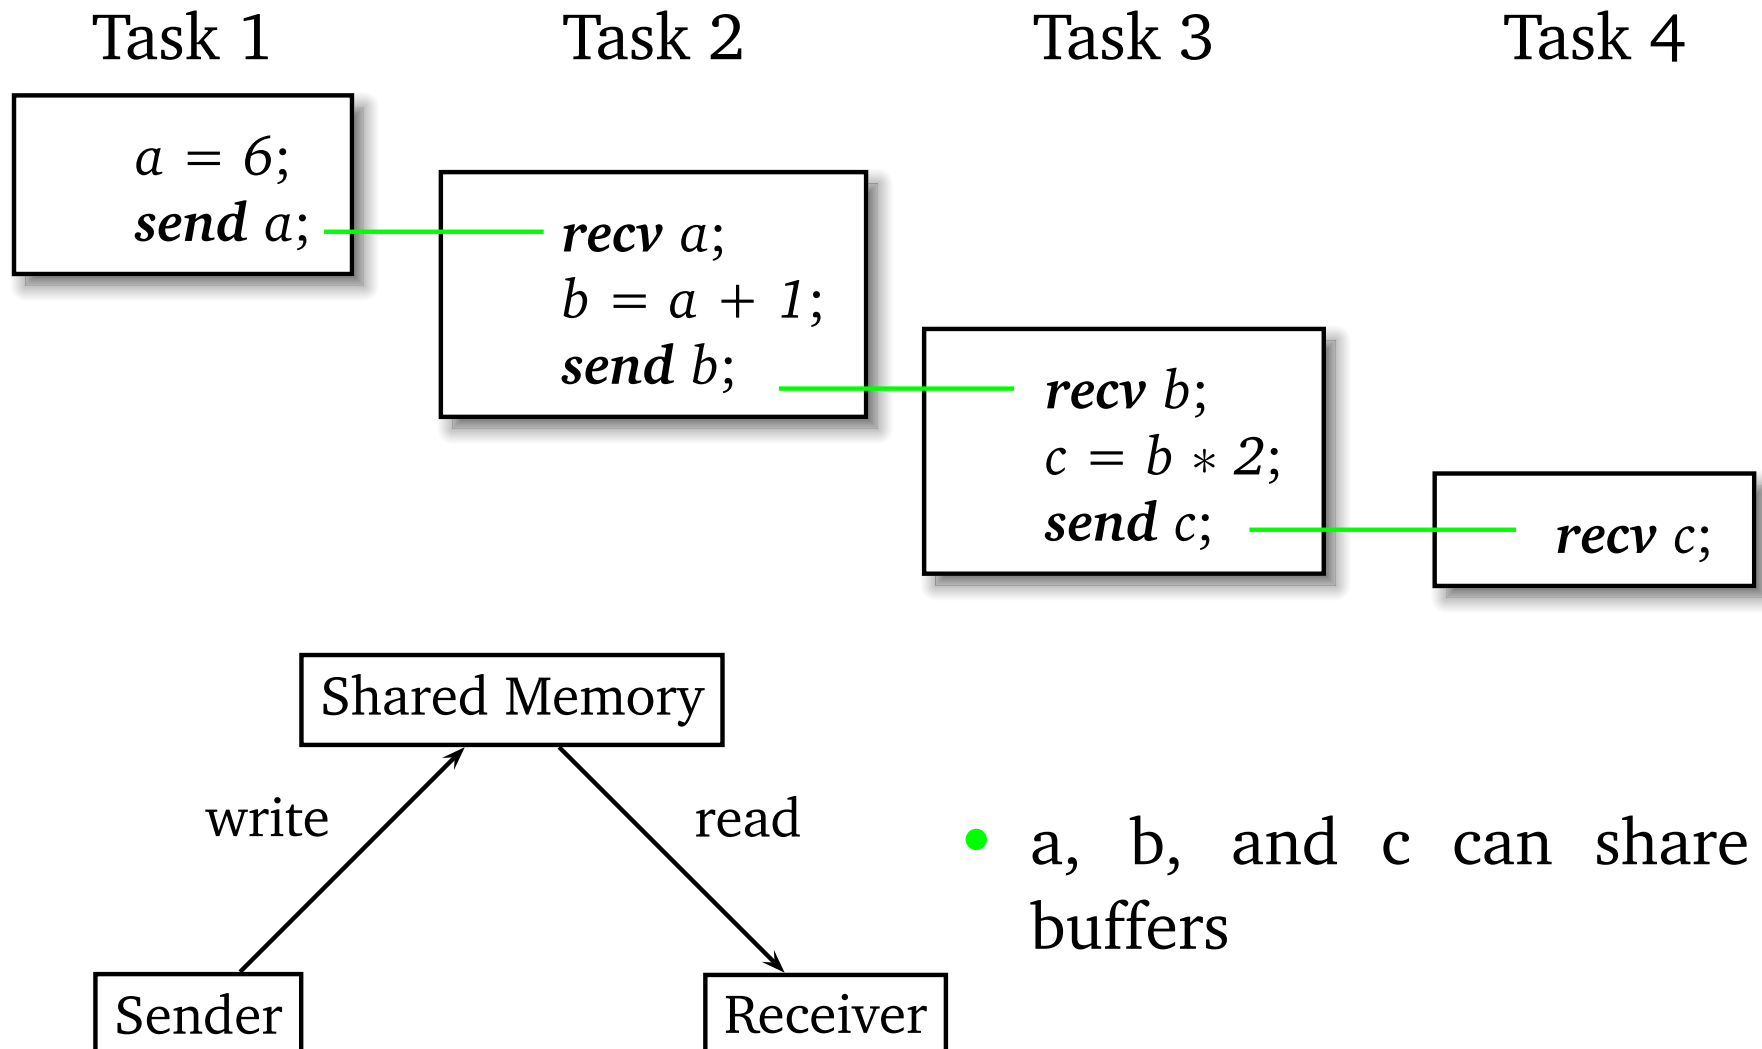 Task 1
Task 2
Task 3
Task 4
a = 6;
send a;
recv a;
b = a + 1;
send b;
recv b;
c = b * 2;
send c;
recv c;
Shared Memory
write
read
Sender
Receiver
a, b, and c can share
buffers